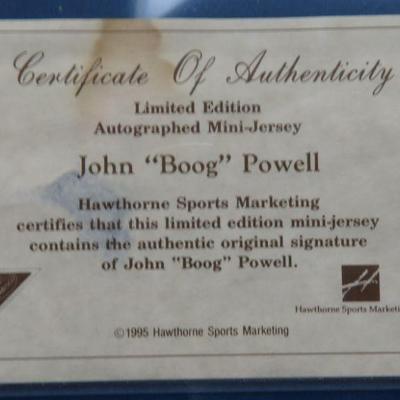 Certificate Of Authenticity
Limited Edition
Autographed Mini-Jersey
John "Boog" Powell
Hawthorne Sports Marketing
certifies that this limited edition mini-jersey
contains the authentic original signature
of John "Boog" Powell.
Hawthorne Sports Marketi
©1995 Hawthorne Sports Marketing